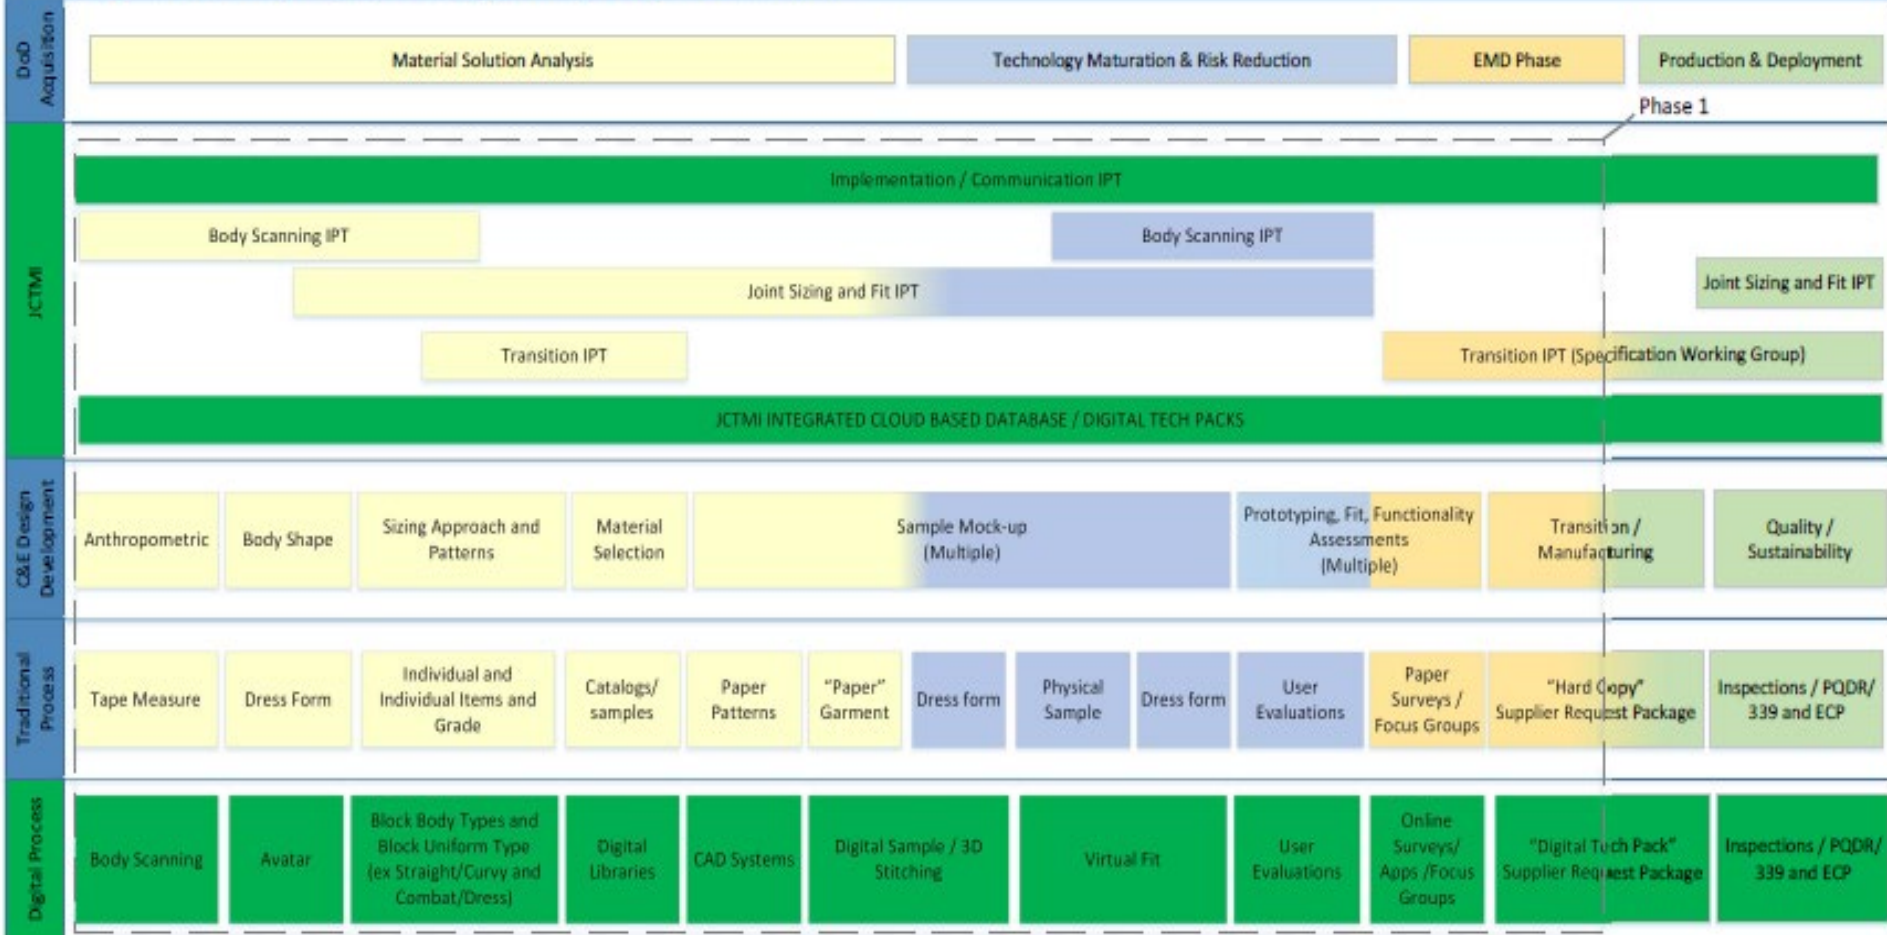 DoD
Acquisition
Material Solution Analysis
Technology Maturation & Risk Reduction
EMD Phase
Production & Deployment
Phase 1
JCTMI
Implementation / Communication IPT
Body Scanning IPT
Body Scanning IPT
Joint Sizing and Fit IPT
Joint Sizing and Fit IPT
Transition IPT
Transition IPT (Specification Working Group)
JCTMI INTEGRATED CLOUD BASED DATABASE / DIGITAL TECH PACKS
C&E Design
Development
Anthropometric
Body Shape
Sizing Approach and
Patterns
Material
Selection
Sample Mock-up
(Multiple)
Prototyping, Fit, Functionality
Assessments
(Multiple)
Transition /
Manufacturing
Quality /
Sustainability
Traditional
Process
Tape Measure
Dress Form
Individual and
Individual Items and
Grade
Catalogs/
samples
Paper
Patterns
"Paper"
Garment
Dress form
Physical
Sample
Dress form
User
Evaluations
Paper
Surveys /
Focus Groups
"Hard Copy"
Supplier Request Package
Inspections / PQDR/
339 and ECP
Digital Process
Body Scanning
Avatar
Block Body Types and
Block Uniform Type
(ex Straight/Curvy and
Combat/Dress)
Digital
Libraries
CAD Systems
Digital Sample / 3D
Stitching
Virtual Fit
User
Evaluations
Online
Surveys/
Apps /Focus
Groups
"Digital Tech Pack"
Supplier Request Package
Inspections / PQDR/
339 and ECP